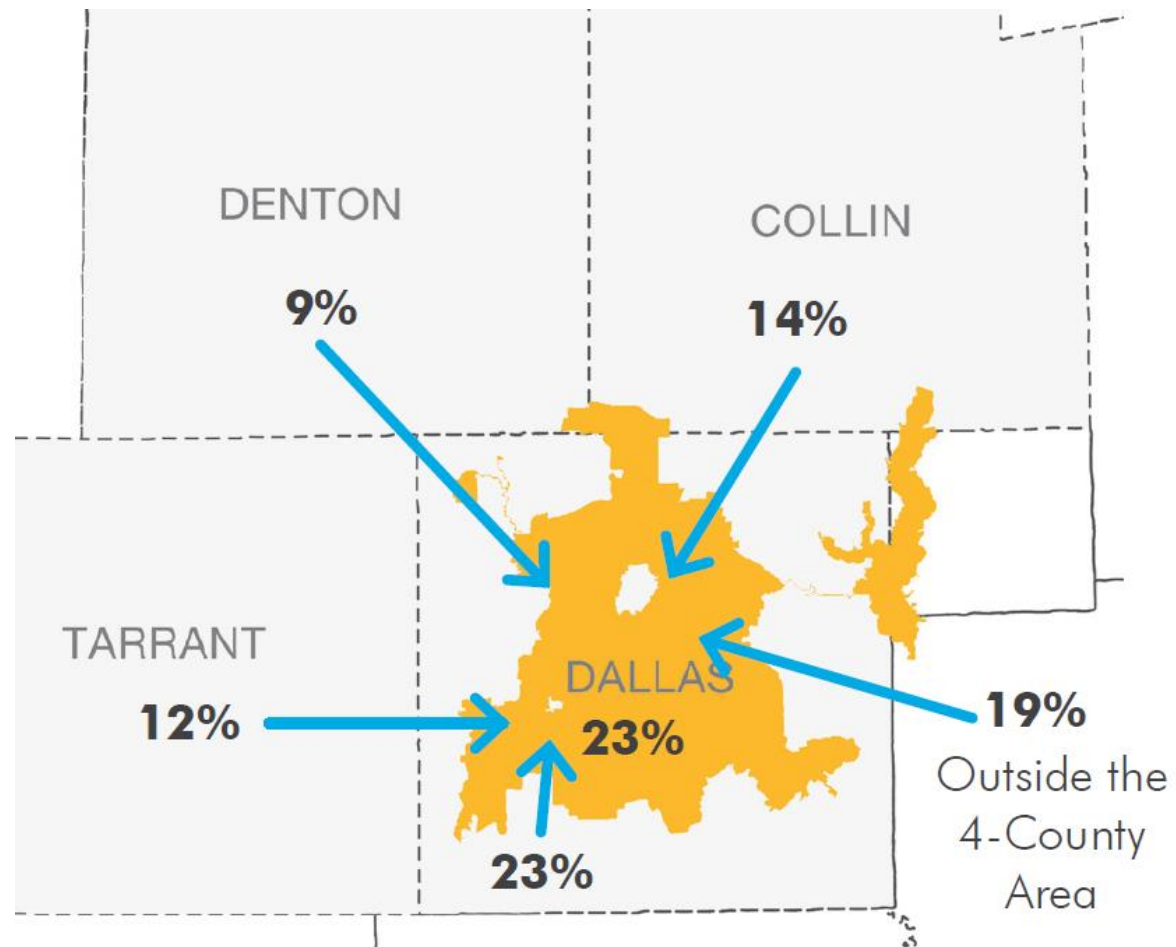 DENTON
COLLIN
9%
14%
TARRANT
DALLAS
12%
23%
19%
Outside the
4-County
Area
23%